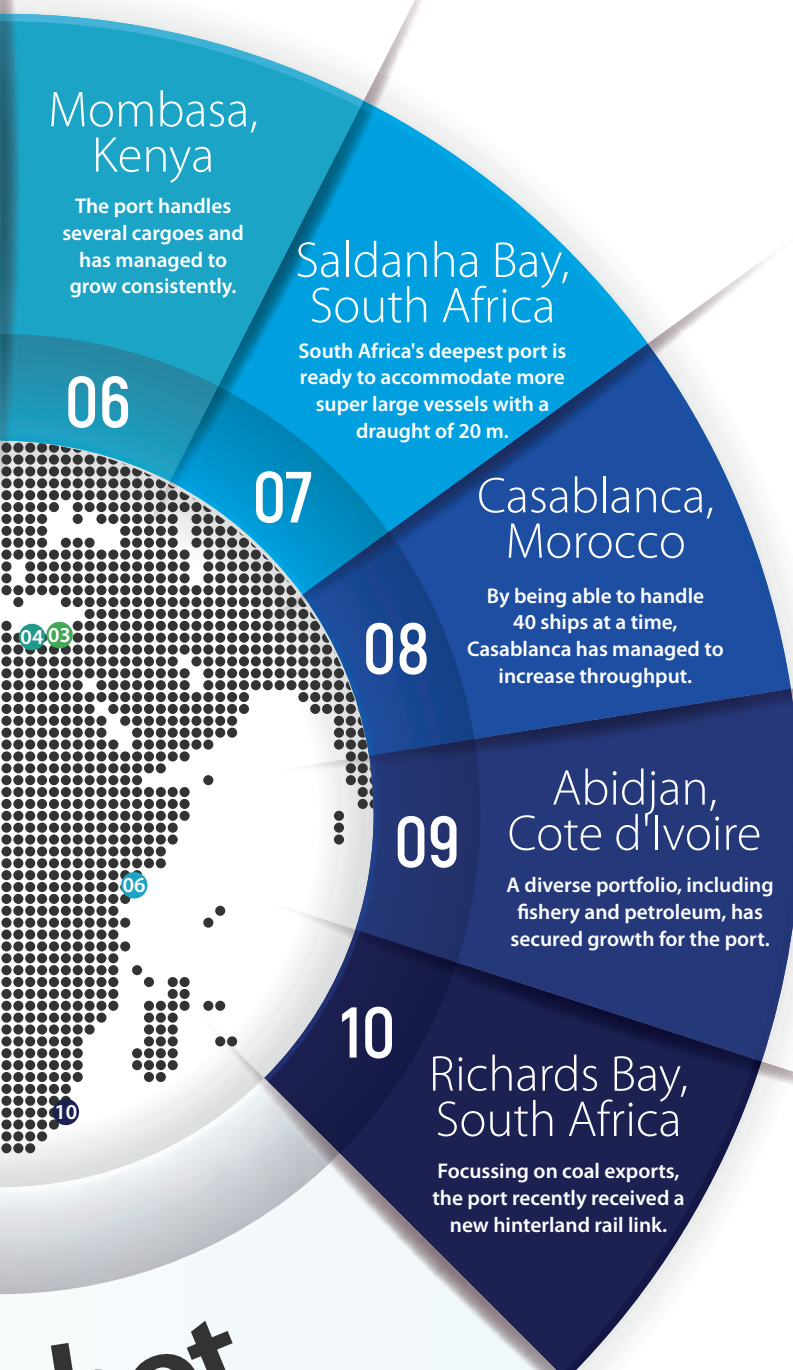 Mombasa,
Kenya
The port handles
several cargoes and
has managed to
grow consistently.
06
Saldanha Bay,
South Africa
South Africa's deepest port is
ready to accommodate more
super large vessels with a
draught of 20 m.
07
Casablanca,
Morocco
By being able to handle
40 ships at a time,
Casablanca has managed to
increase throughput.
08
Abidjan,
Cote d'Ivoire
A diverse portfolio, including
fishery and petroleum, has
secured growth for the port.
09
Richards Bay,
South Africa
Focussing on coal exports,
the port recently received a
new hinterland rail link.
10
04 03
06
10